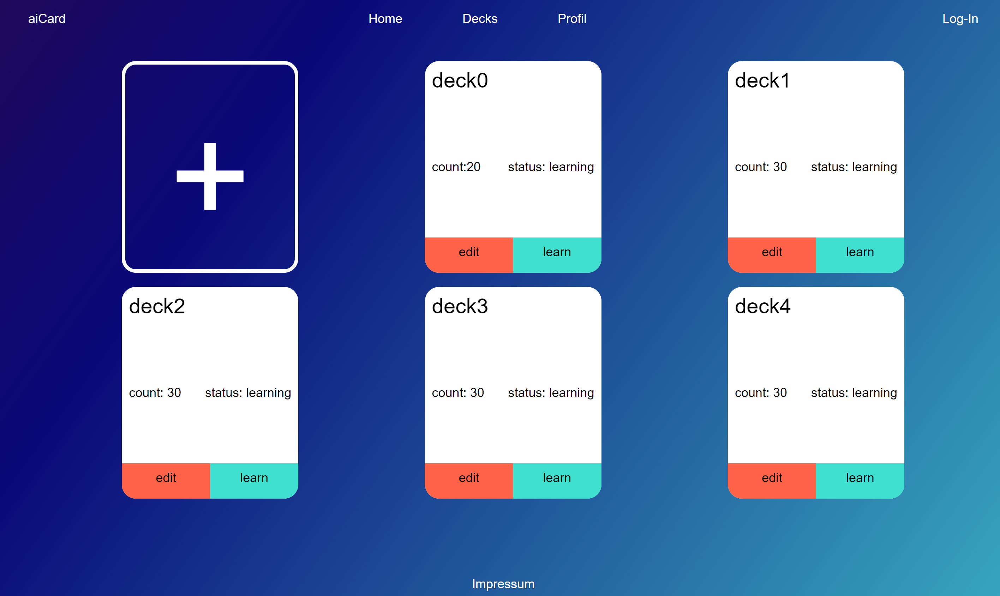 aiCard Home Decks Profil Log-In
+
deck0
count:20 status: learning
edit learn
deck1
count: 30 status: learning
edit learn
deck2
count: 30 status: learning
edit learn
deck3
count: 30 status: learning
edit learn
deck4
count: 30 status: learning
edit learn
Impressum